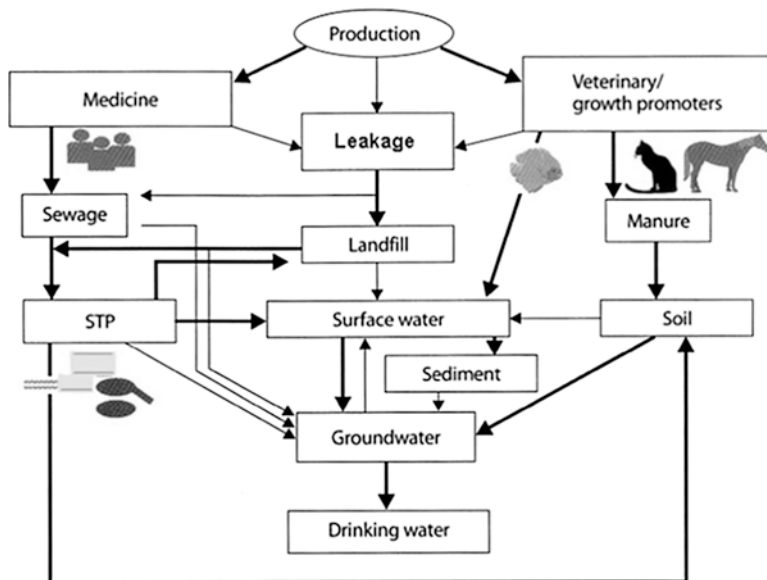 Production
Medicine
Veterinary/
growth promoters
Leakage
Sewage
Manure
Landfill
STP
Surface water
Soil
Sediment
Groundwater
Drinking water